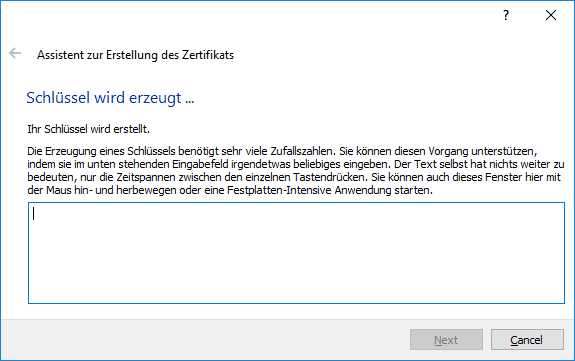 ?
Assistent zur Erstellung des Zertifikats
Schlüssel wird erzeugt ...
Ihr Schlüssel wird erstellt.
Die Erzeugung eines Schlüssels benötigt sehr viele Zufallszahlen. Sie können diesen Vorgang unterstützen,
indem sie im unten stehenden Eingabefeld irgendetwas beliebiges eingeben. Der Text selbst hat nichts weiter zu
bedeuten, nur die Zeitspannen zwischen den einzelnen Tastendrücken. Sie können auch dieses Fenster hier mit
der Maus hin- und herbewegen oder eine Festplatten-Intensive Anwendung starten.
Next Cancel